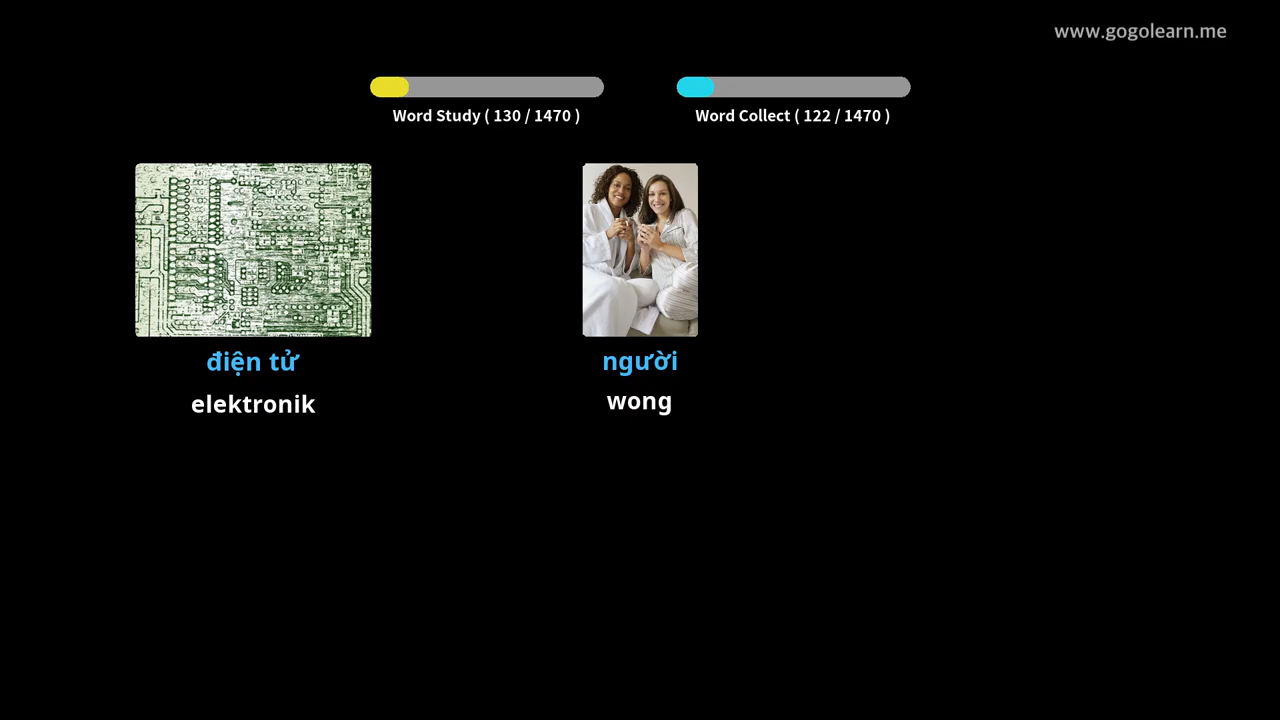 www.gogolearn.me
Word Study ( 130 / 1470 )
Word Collect ( 122 / 1470 )
điện tử
elektronik
người
wong